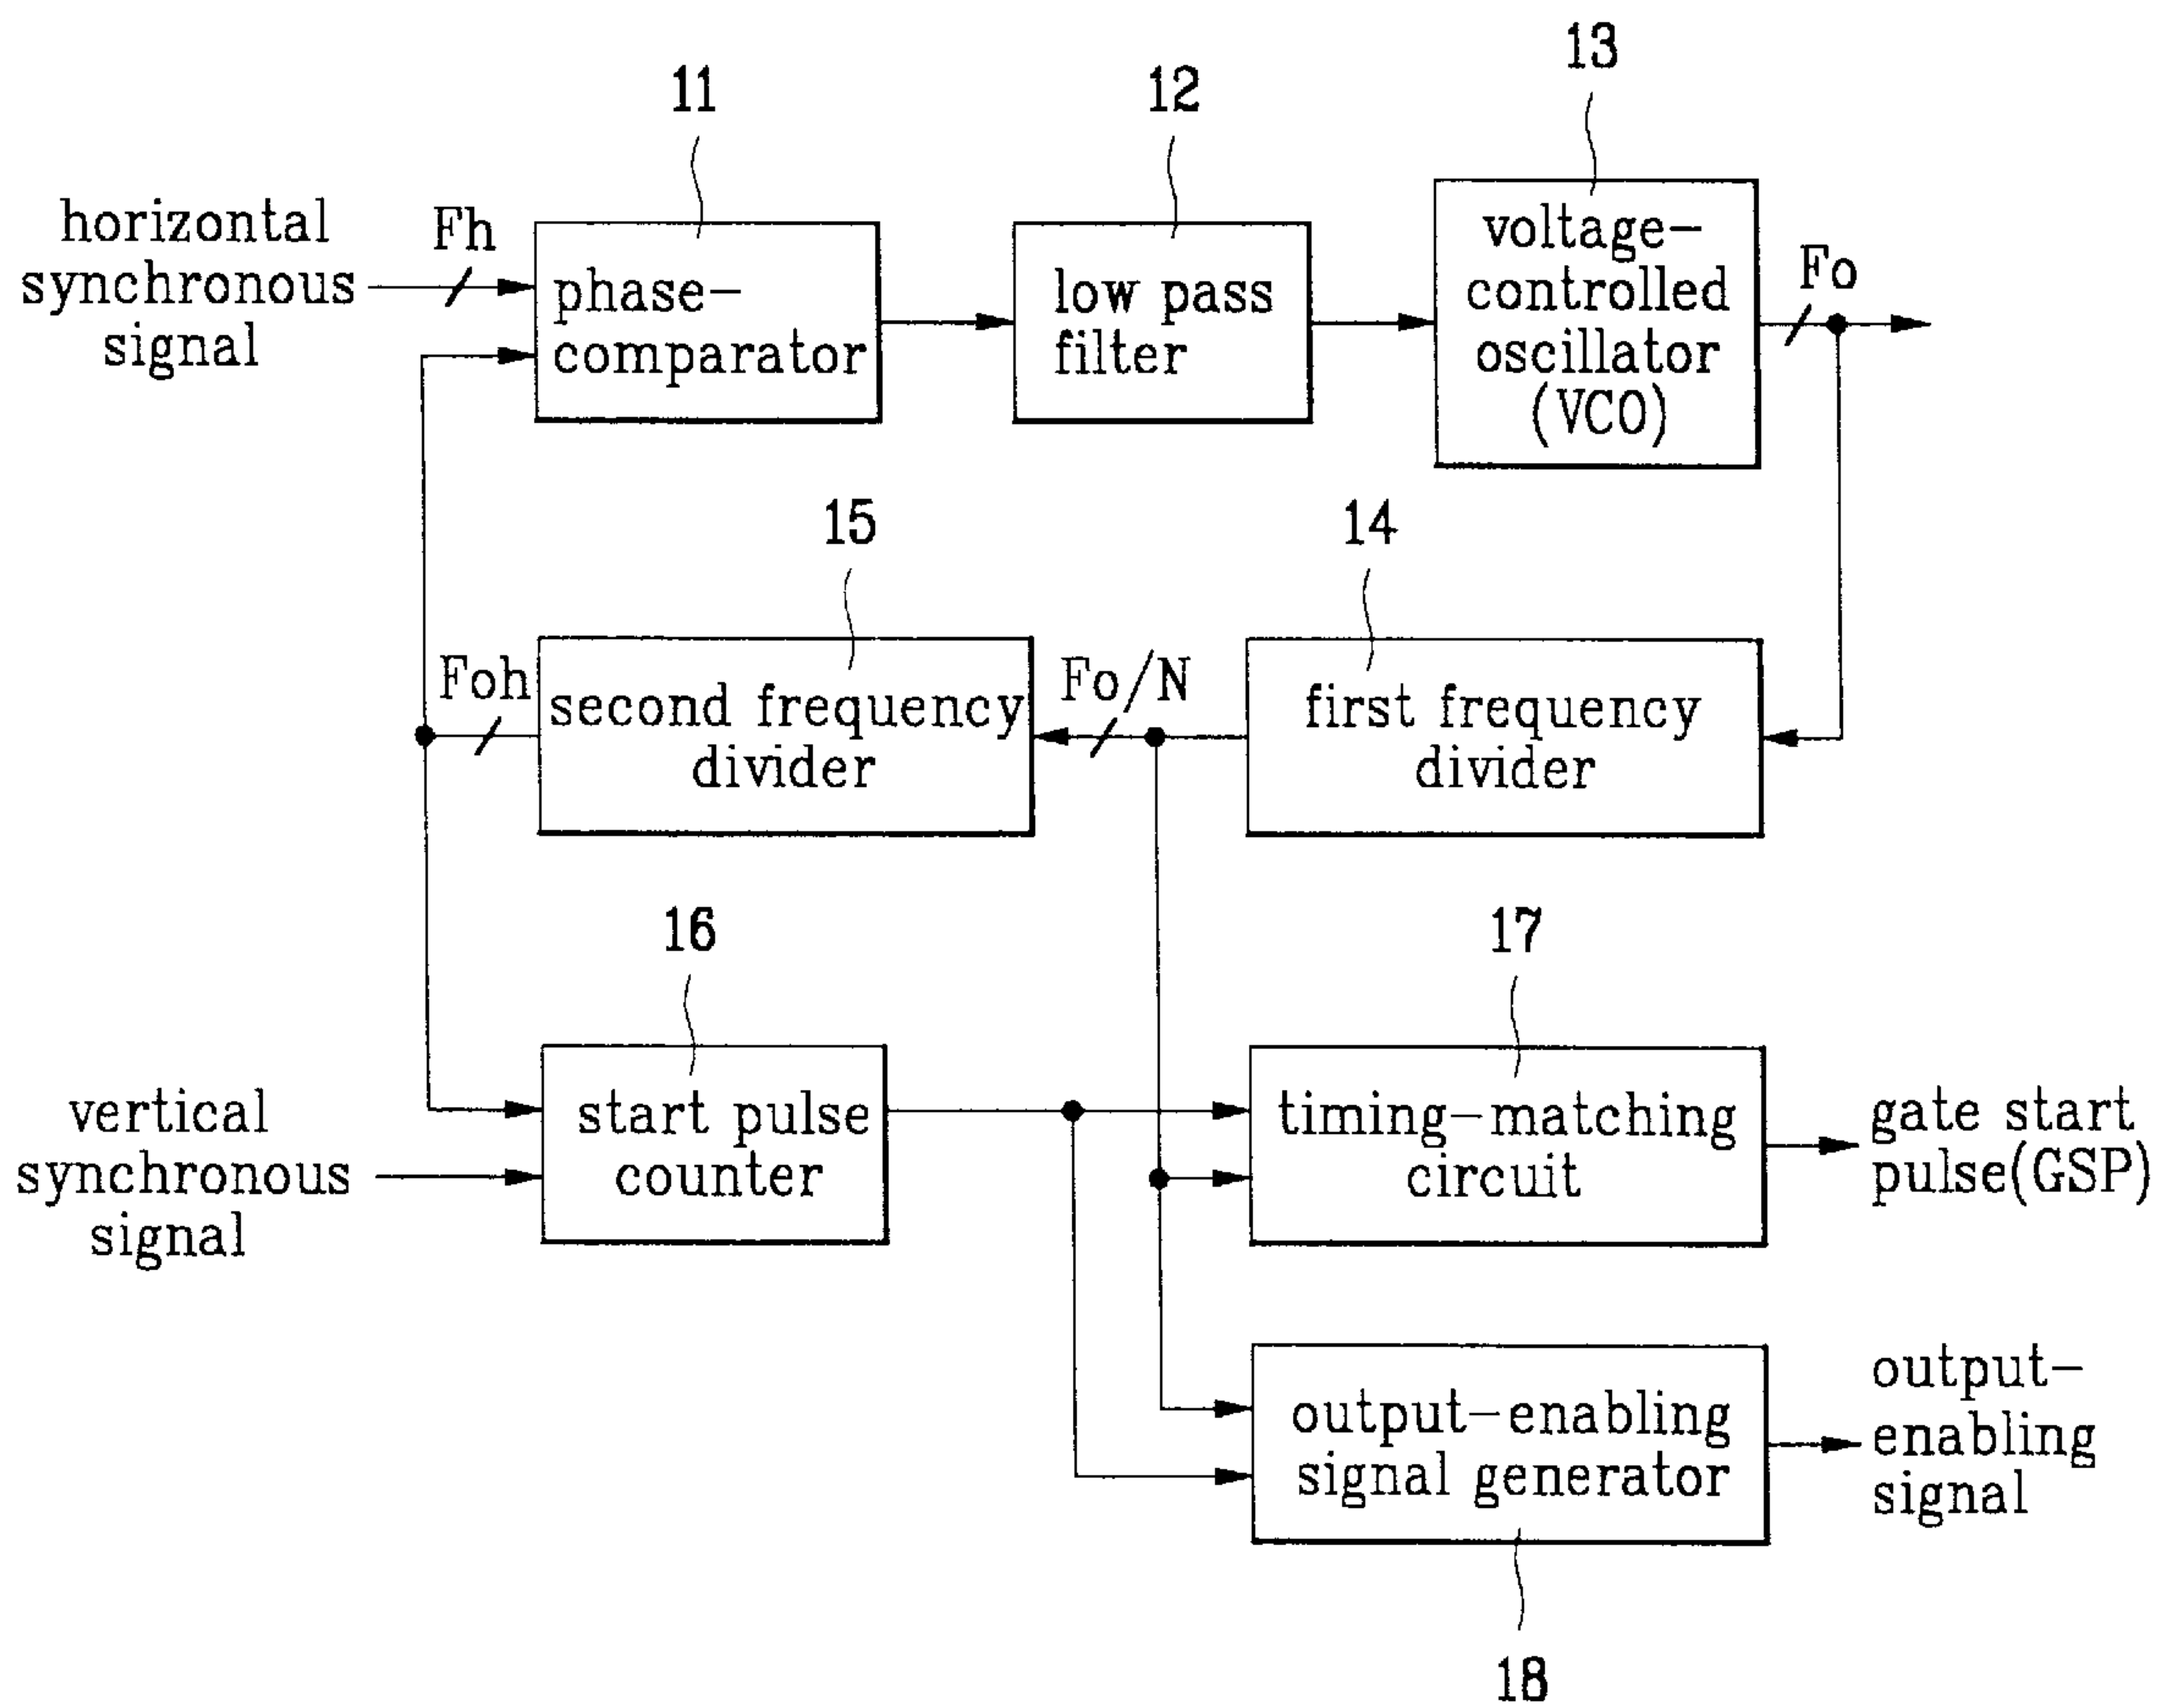 13
11
12
horizontal
synchronous
signal
Fh
phase-
comparator
low pass
filter
voltage-
controlled
oscillator
(VCO)
Fo
15
14
Foh
second frequency
divider
Fo/N
first frequency
divider
16
17
vertical
synchronous
signal
start pulse
counter
timing-matching
circuit
gate start
pulse(GSP)
output-enabling
signal generator
output-
enabling
signal
18